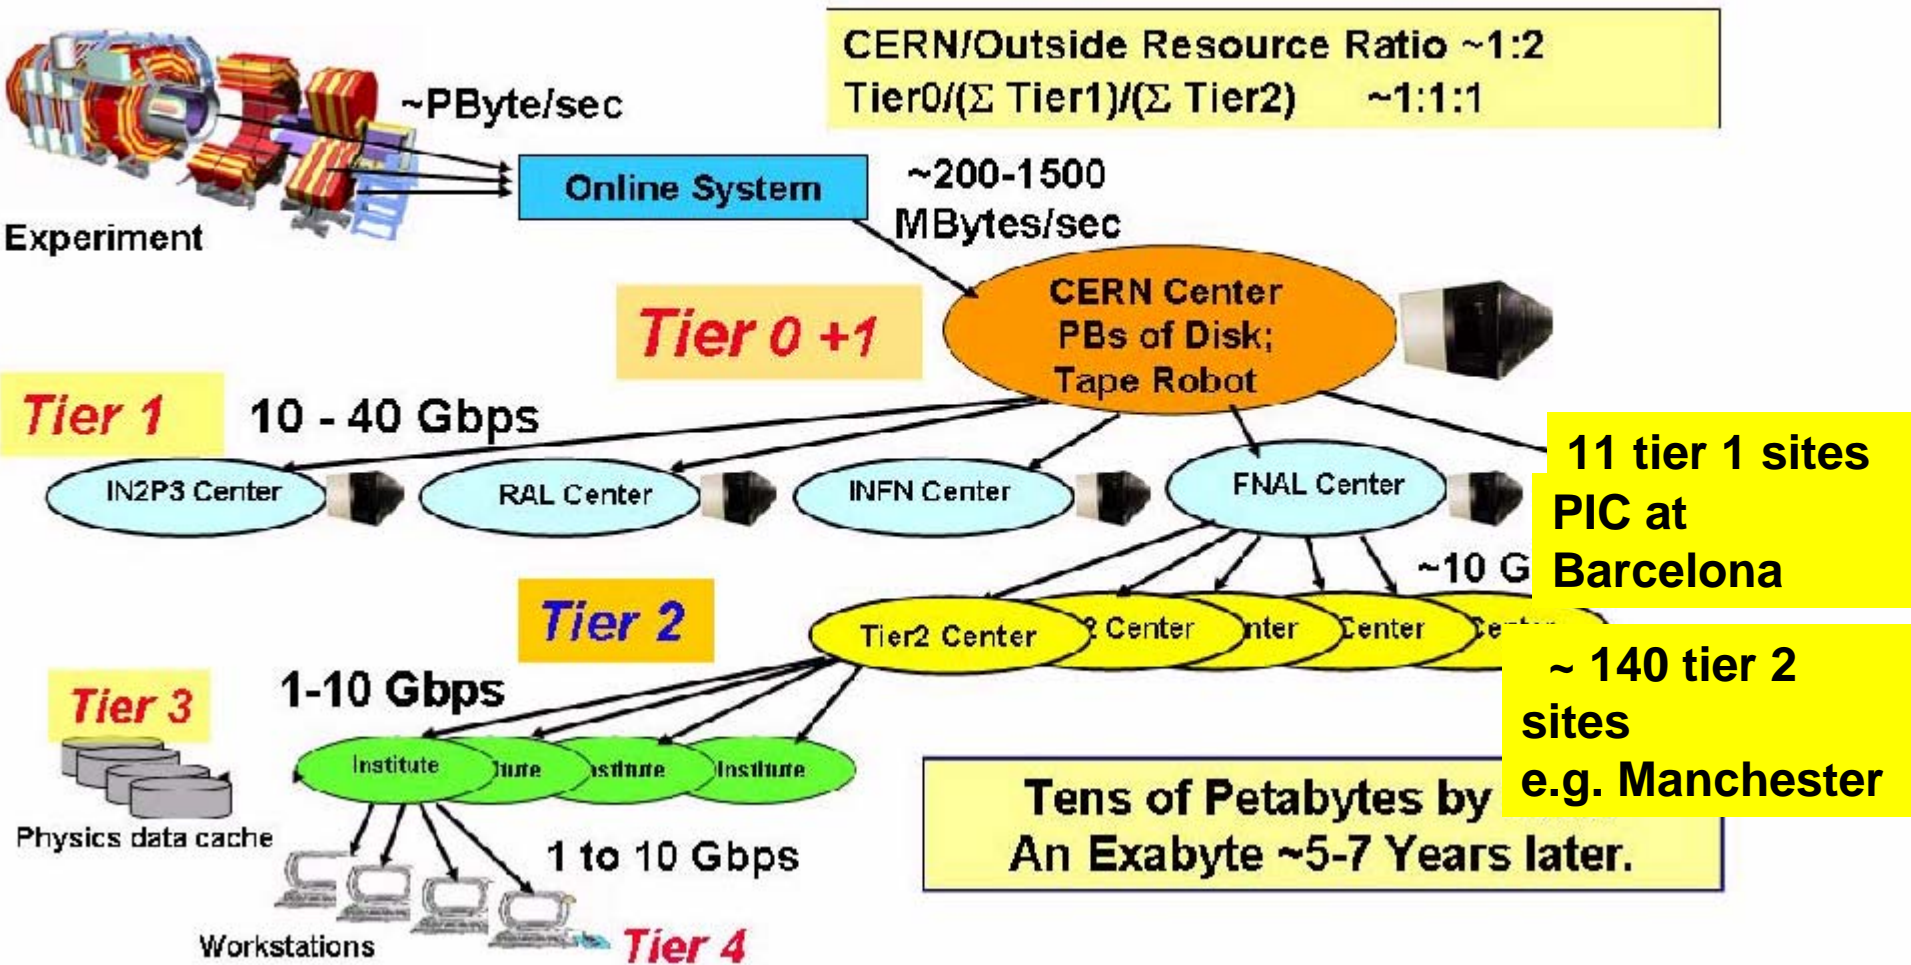 CERN/Outside Resource Ratio ~1:2
Tier0/(Σ Tier1)/(Σ Tier2) ~1:1:1
~PByte/sec
Online System
~200-1500
MBytes/sec
Experiment
CERN Center
PBs of Disk;
Tape Robot
Tier 0 +1
Tier 1
10 - 40 Gbps
IN2P3 Center
RAL Center
INFN Center
FNAL Center
11 tier 1 sites
PIC at
Barcelona
~10 G
Tier 2
Tier2 Center
Center
Center
~ 140 tier 2
sites
e.g. Manchester
Tier 3
1-10 Gbps
Institute
Institute
Physics data cache
1 to 10 Gbps
Workstations
Tier 4
Tens of Petabytes by
An Exabyte ~5-7 Years later.